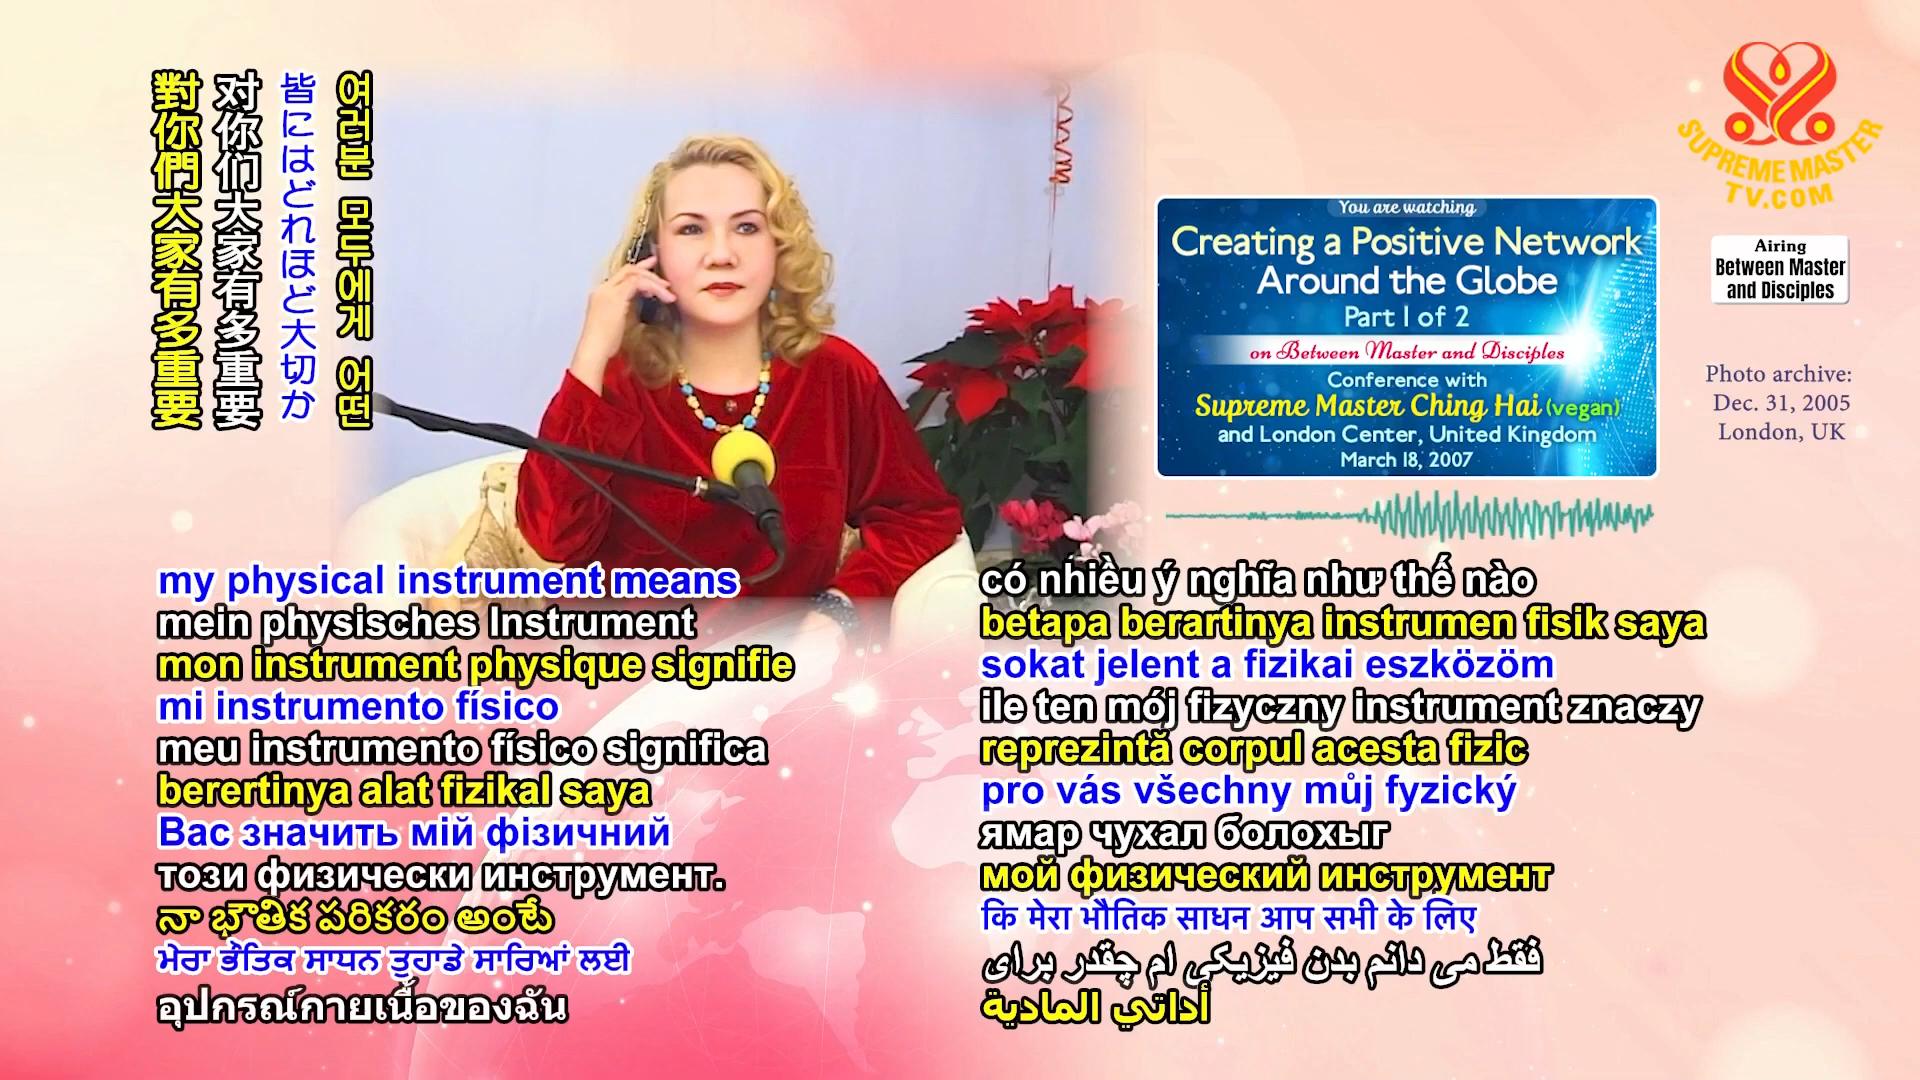 對你們大家有多重要
对你们大家有多重要
皆にはどれほど大切か
여러분 모두에게 어떤
SUPREME MASTER
TV.COM
Airing
Between Master
and Disciples
You are watching
Creating a Positive Network
Around the Globe
Part 1 of 2
on Between Master and Disciples
Conference with
Supreme Master Ching Hai (vegan)
and London Center, United Kingdom
March 18, 2007
Photo archive:
Dec. 31, 2005
London, UK
my physical instrument means
mein physisches Instrument
mon instrument physique signifie
mi instrumento físico
meu instrumento físico significa
berertinya alat fizikal saya
Вас значить мій фізичний
този физически инструмент.
నా భౌతిక పరికరం అంటే
ਮੇਰਾ ਭੌਤਿਕ ਸਾਧਨ ਤੁਹਾਡੇ ਸਾਰਿਆਂ ਲਈ
อุปกรณ์กายเนื้อของฉัน
có nhiều ý nghĩa như thế nào
betapa berartinya instrumen fisik saya
sokat jelent a fizikai eszközöm
ile ten mój fizyczny instrument znaczy
reprezintă corpul acesta fizic
pro vás všechny můj fyzický
ямар чухал болохыг
мой физический инструмент
कि मेरा भौतिक साधन आप सभी के लिए
فقط می دانم بدن فیزیکی ام چقدر برای
أداتي المادية